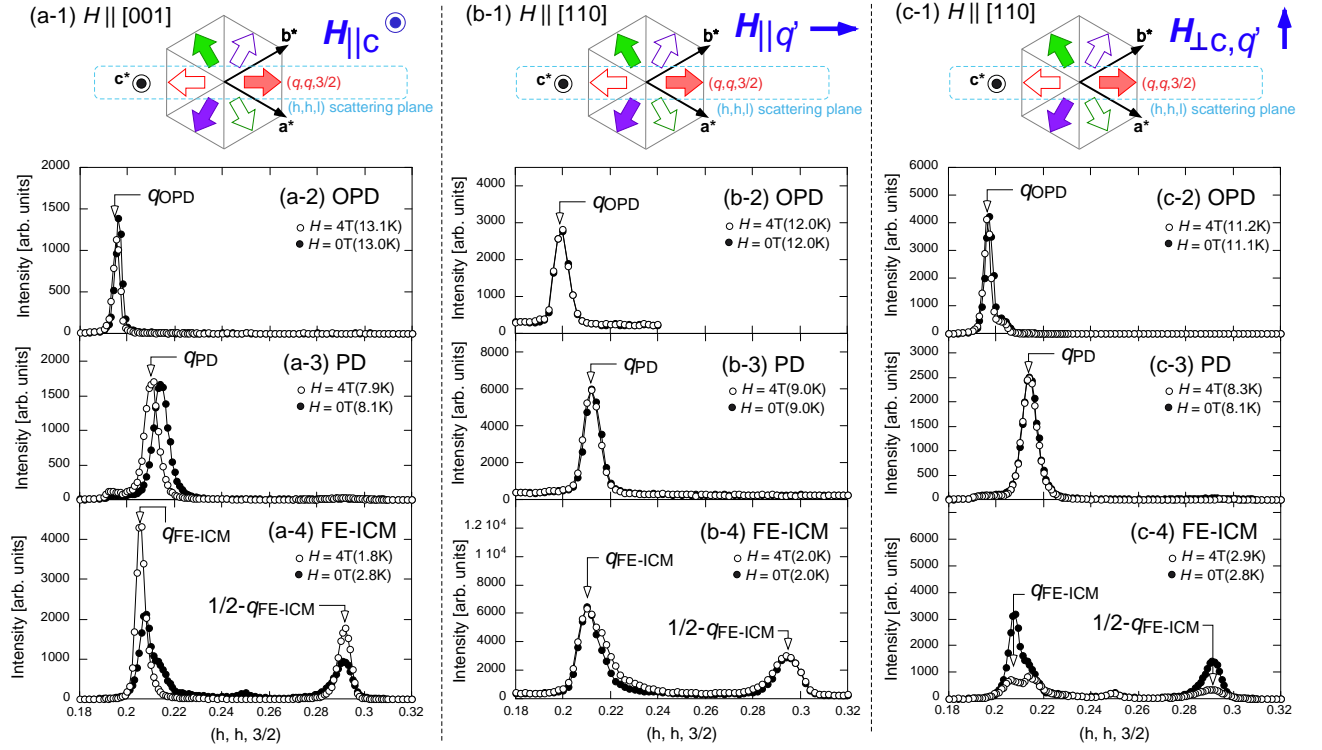 (a-1) H || [001]
H||c
b*
c*
(q,q,3/2)
(h,h,l) scattering plane
a*
(b-1) H || [110]
H||q'
b*
c*
(q,q,3/2)
(h,h,l) scattering plane
a*
(c-1) H || [110]
H⊥c,q'
b*
c*
(q,q,3/2)
(h,h,l) scattering plane
a*
Intensity [arb. units]
2000
1500
1000
500
0
qOPD
(a-2) OPD
H = 4T(13.1K)
H = 0T(13.0K)
Intensity [arb. units]
2000
1500
1000
500
0
qPD
(a-3) PD
H = 4T(7.9K)
H = 0T(8.1K)
Intensity [arb. units]
4000
3000
2000
1000
0
qFE-ICM
(a-4) FE-ICM
H = 4T(1.8K)
H = 0T(2.8K)
1/2-qFE-ICM
0.18 0.2 0.22 0.24 0.26 0.28 0.3 0.32
(h, h, 3/2)
Intensity [arb. units]
4000
3000
2000
1000
0
qOPD
(b-2) OPD
H = 4T(12.0K)
H = 0T(12.0K)
Intensity [arb. units]
8000
6000
4000
2000
0
qPD
(b-3) PD
H = 4T(9.0K)
H = 0T(9.0K)
Intensity [arb. units]
1.2 10⁴
1 10⁴
8000
6000
4000
2000
0
qFE-ICM
(b-4) FE-ICM
H = 4T(2.0K)
H = 0T(2.0K)
1/2-qFE-ICM
0.18 0.2 0.22 0.24 0.26 0.28 0.3 0.32
(h, h, 3/2)
Intensity [arb. units]
6000
5000
4000
3000
2000
1000
0
qOPD
(c-2) OPD
H = 4T(11.2K)
H = 0T(11.1K)
Intensity [arb. units]
3000
2500
2000
1500
1000
500
0
qPD
(c-3) PD
H = 4T(8.3K)
H = 0T(8.1K)
Intensity [arb. units]
6000
5000
4000
3000
2000
1000
0
qFE-ICM
(c-4) FE-ICM
H = 4T(2.9K)
H = 0T(2.8K)
1/2-qFE-ICM
0.18 0.2 0.22 0.24 0.26 0.28 0.3 0.32
(h, h, 3/2)